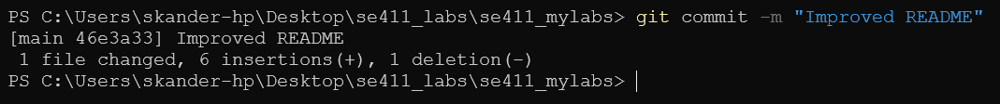 PS C:\Users\skander-hp\Desktop\se411_labs\se411_mylabs> git commit -m "Improved README"
[main 46e3a33] Improved README
 1 file changed, 6 insertions(+), 1 deletion(-)
PS C:\Users\skander-hp\Desktop\se411_labs\se411_mylabs>